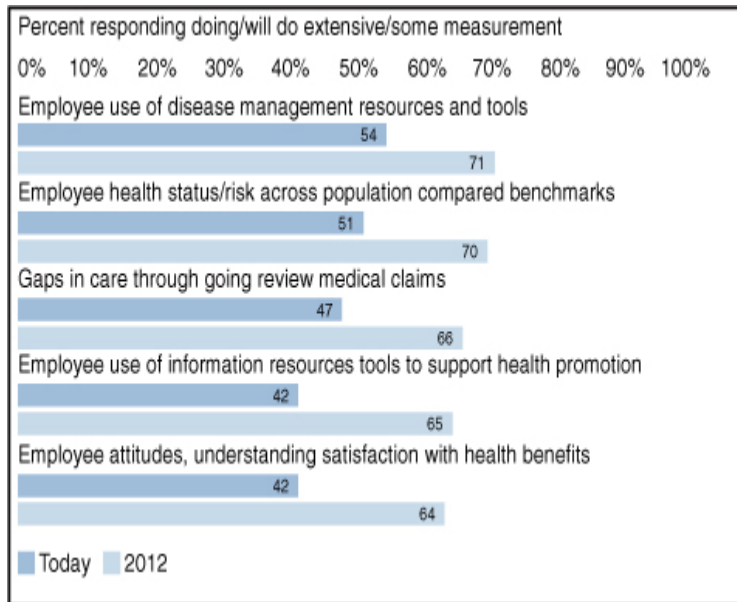 Percent responding doing/will do extensive/some measurement
0% 10% 20% 30% 40% 50% 60% 70% 80% 90% 100%
Employee use of disease management resources and tools
54
71
Employee health status/risk across population compared benchmarks
51
70
Gaps in care through going review medical claims
47
66
Employee use of information resources tools to support health promotion
42
65
Employee attitudes, understanding satisfaction with health benefits
42
64
Today 2012